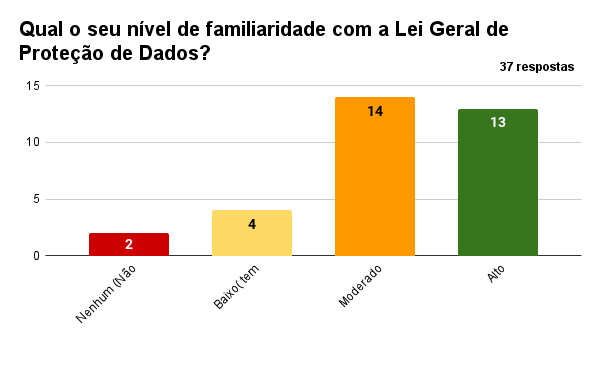 Qual o seu nível de familiaridade com a Lei Geral de
Proteção de Dados?
37 respostas
15
10
5
0
2
4
14
13
Nenhum (Não
Baixo( tem
Moderado
Alto